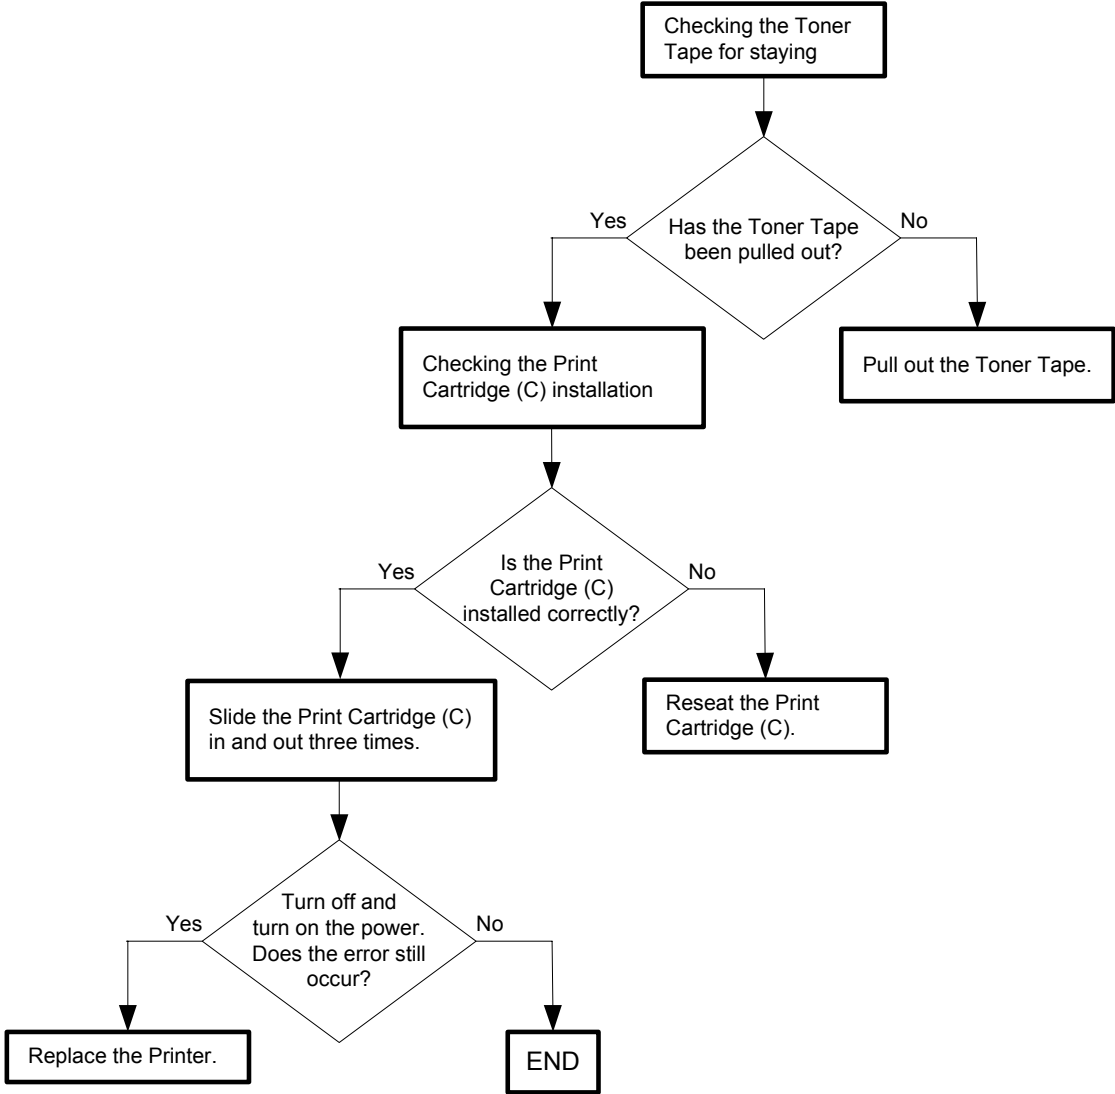 Checking the Toner
Tape for staying
Yes
Has the Toner Tape
been pulled out?
No
Checking the Print
Cartridge (C) installation
Pull out the Toner Tape.
Yes
Is the Print
Cartridge (C)
installed correctly?
No
Slide the Print Cartridge (C)
in and out three times.
Reseat the Print
Cartridge (C).
Yes
Turn off and
turn on the power.
Does the error still
occur?
No
Replace the Printer.
END